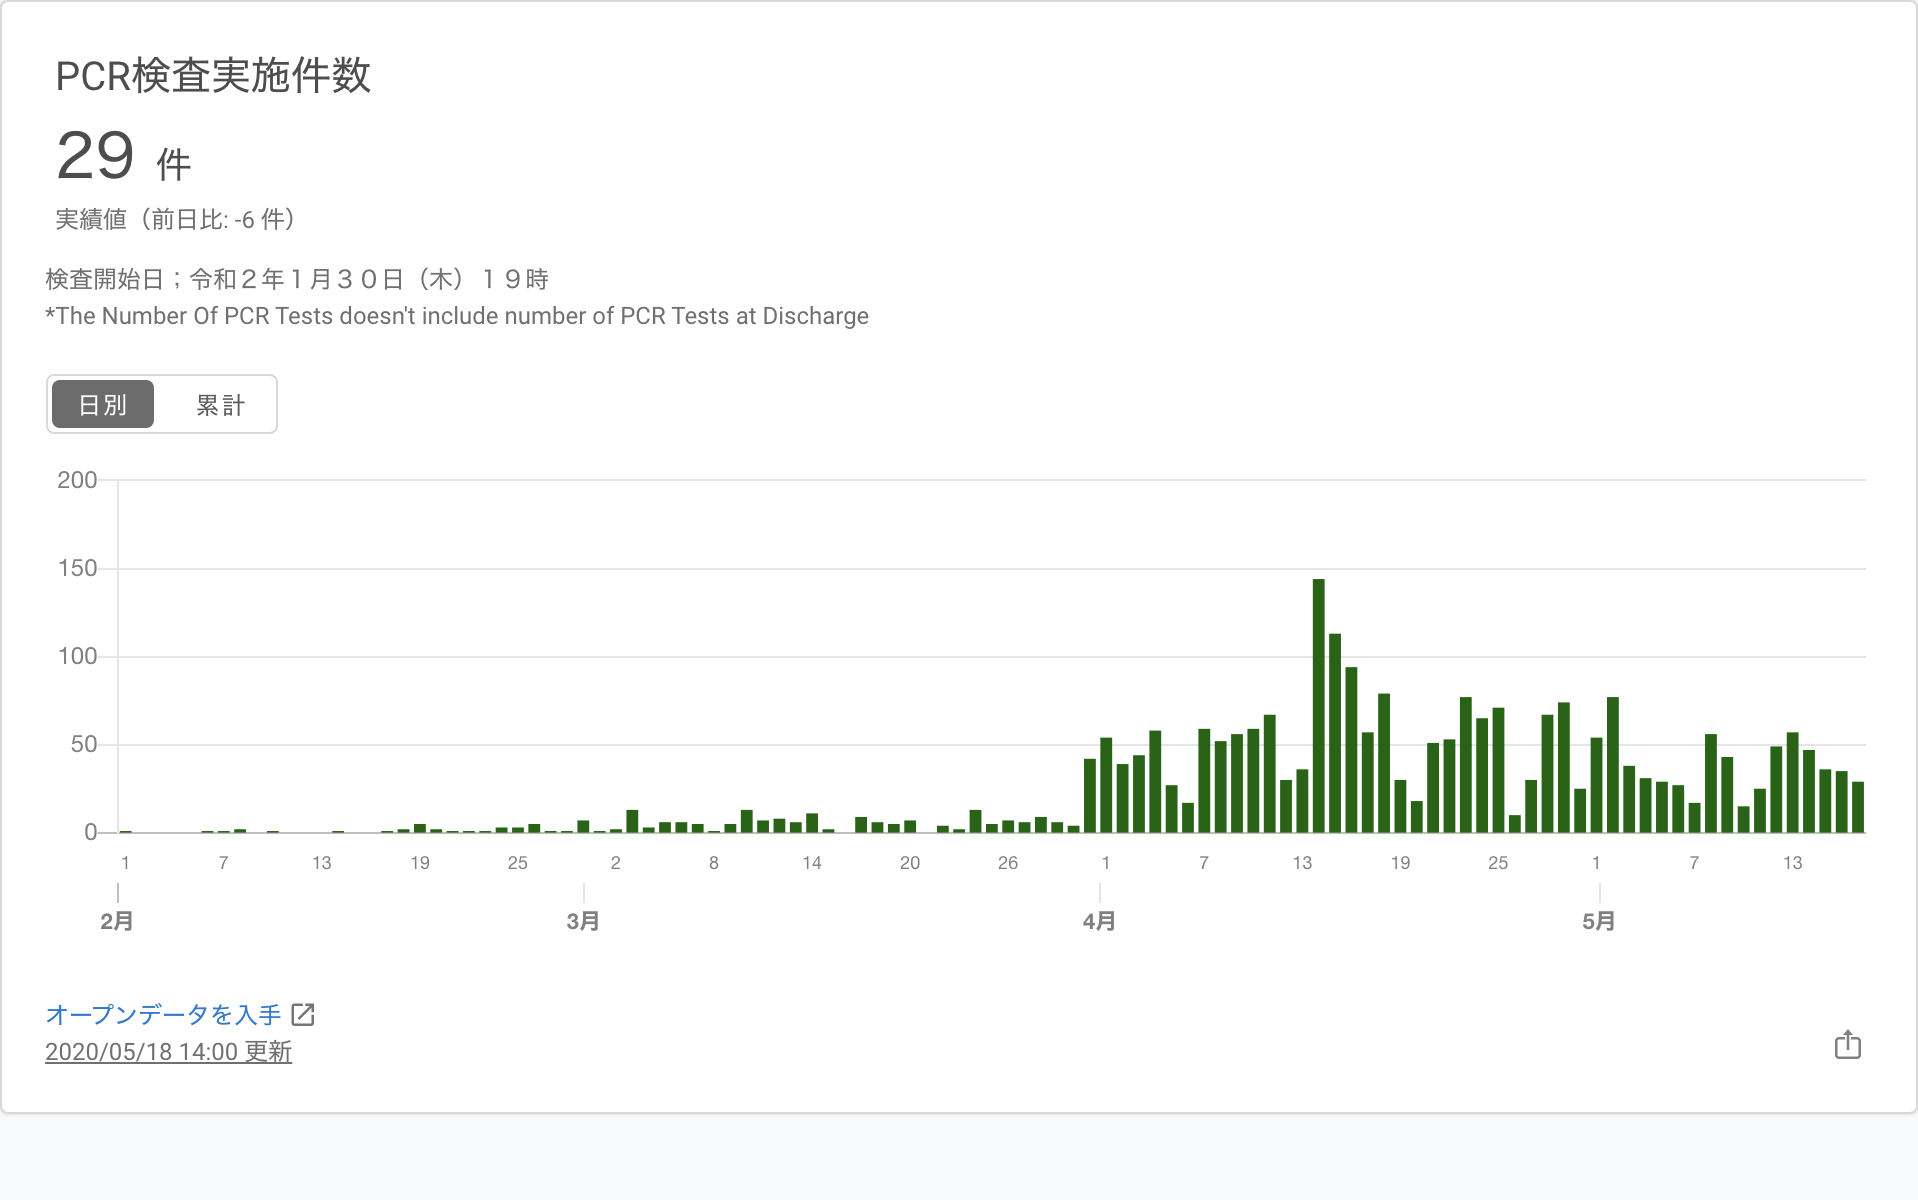 PCR検査実施件数
29 件
実績値（前日比: -6 件）
検査開始日；令和２年１月３０日（木）１９時
*The Number Of PCR Tests doesn't include number of PCR Tests at Discharge
日別 累計
200
150
100
50
0
1 7 13 19 25 2 8 14 20 26 1 7 13 19 25 1 7 13
2月 3月 4月 5月
オープンデータを入手
2020/05/18 14:00 更新